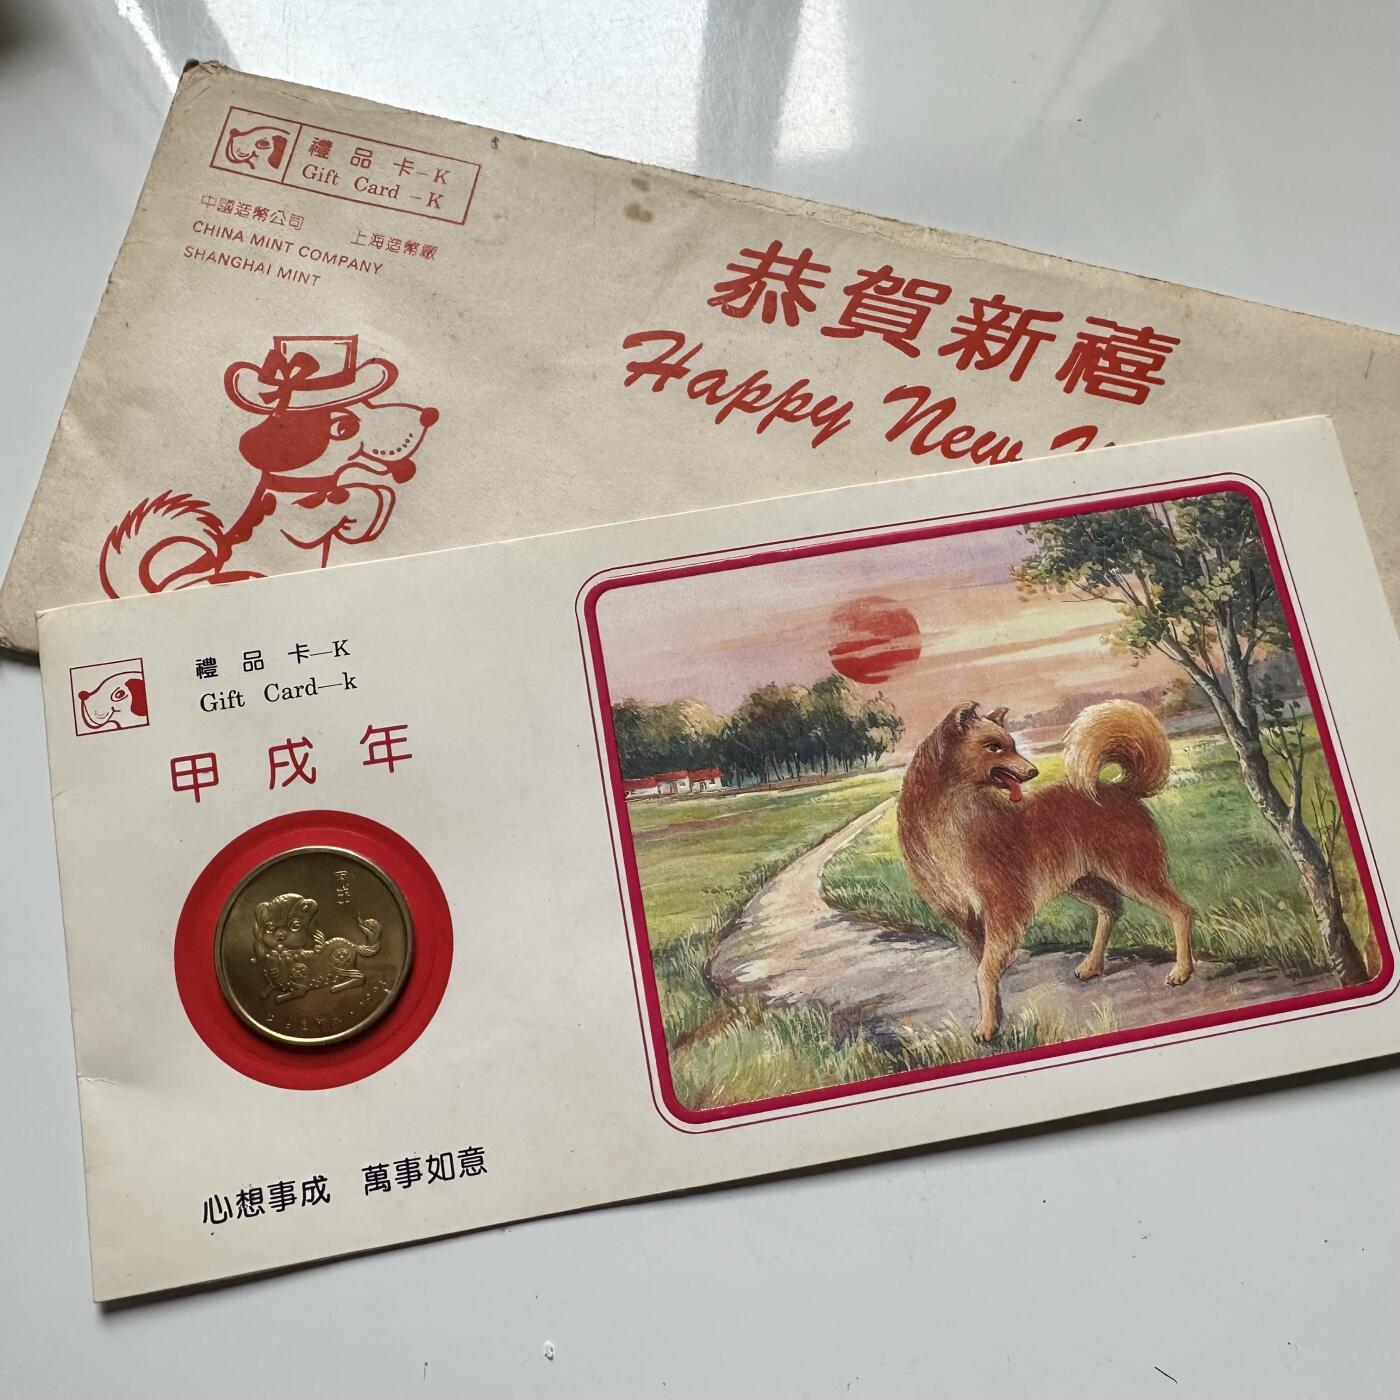 禮品卡-K
Gift Card -K
中國造幣公司 上海造幣廠
CHINA MINT COMPANY
SHANGHAI MINT
恭賀新禧
Happy New
禮品卡—K
Gift Card—k
甲戌年
心想事成 萬事如意